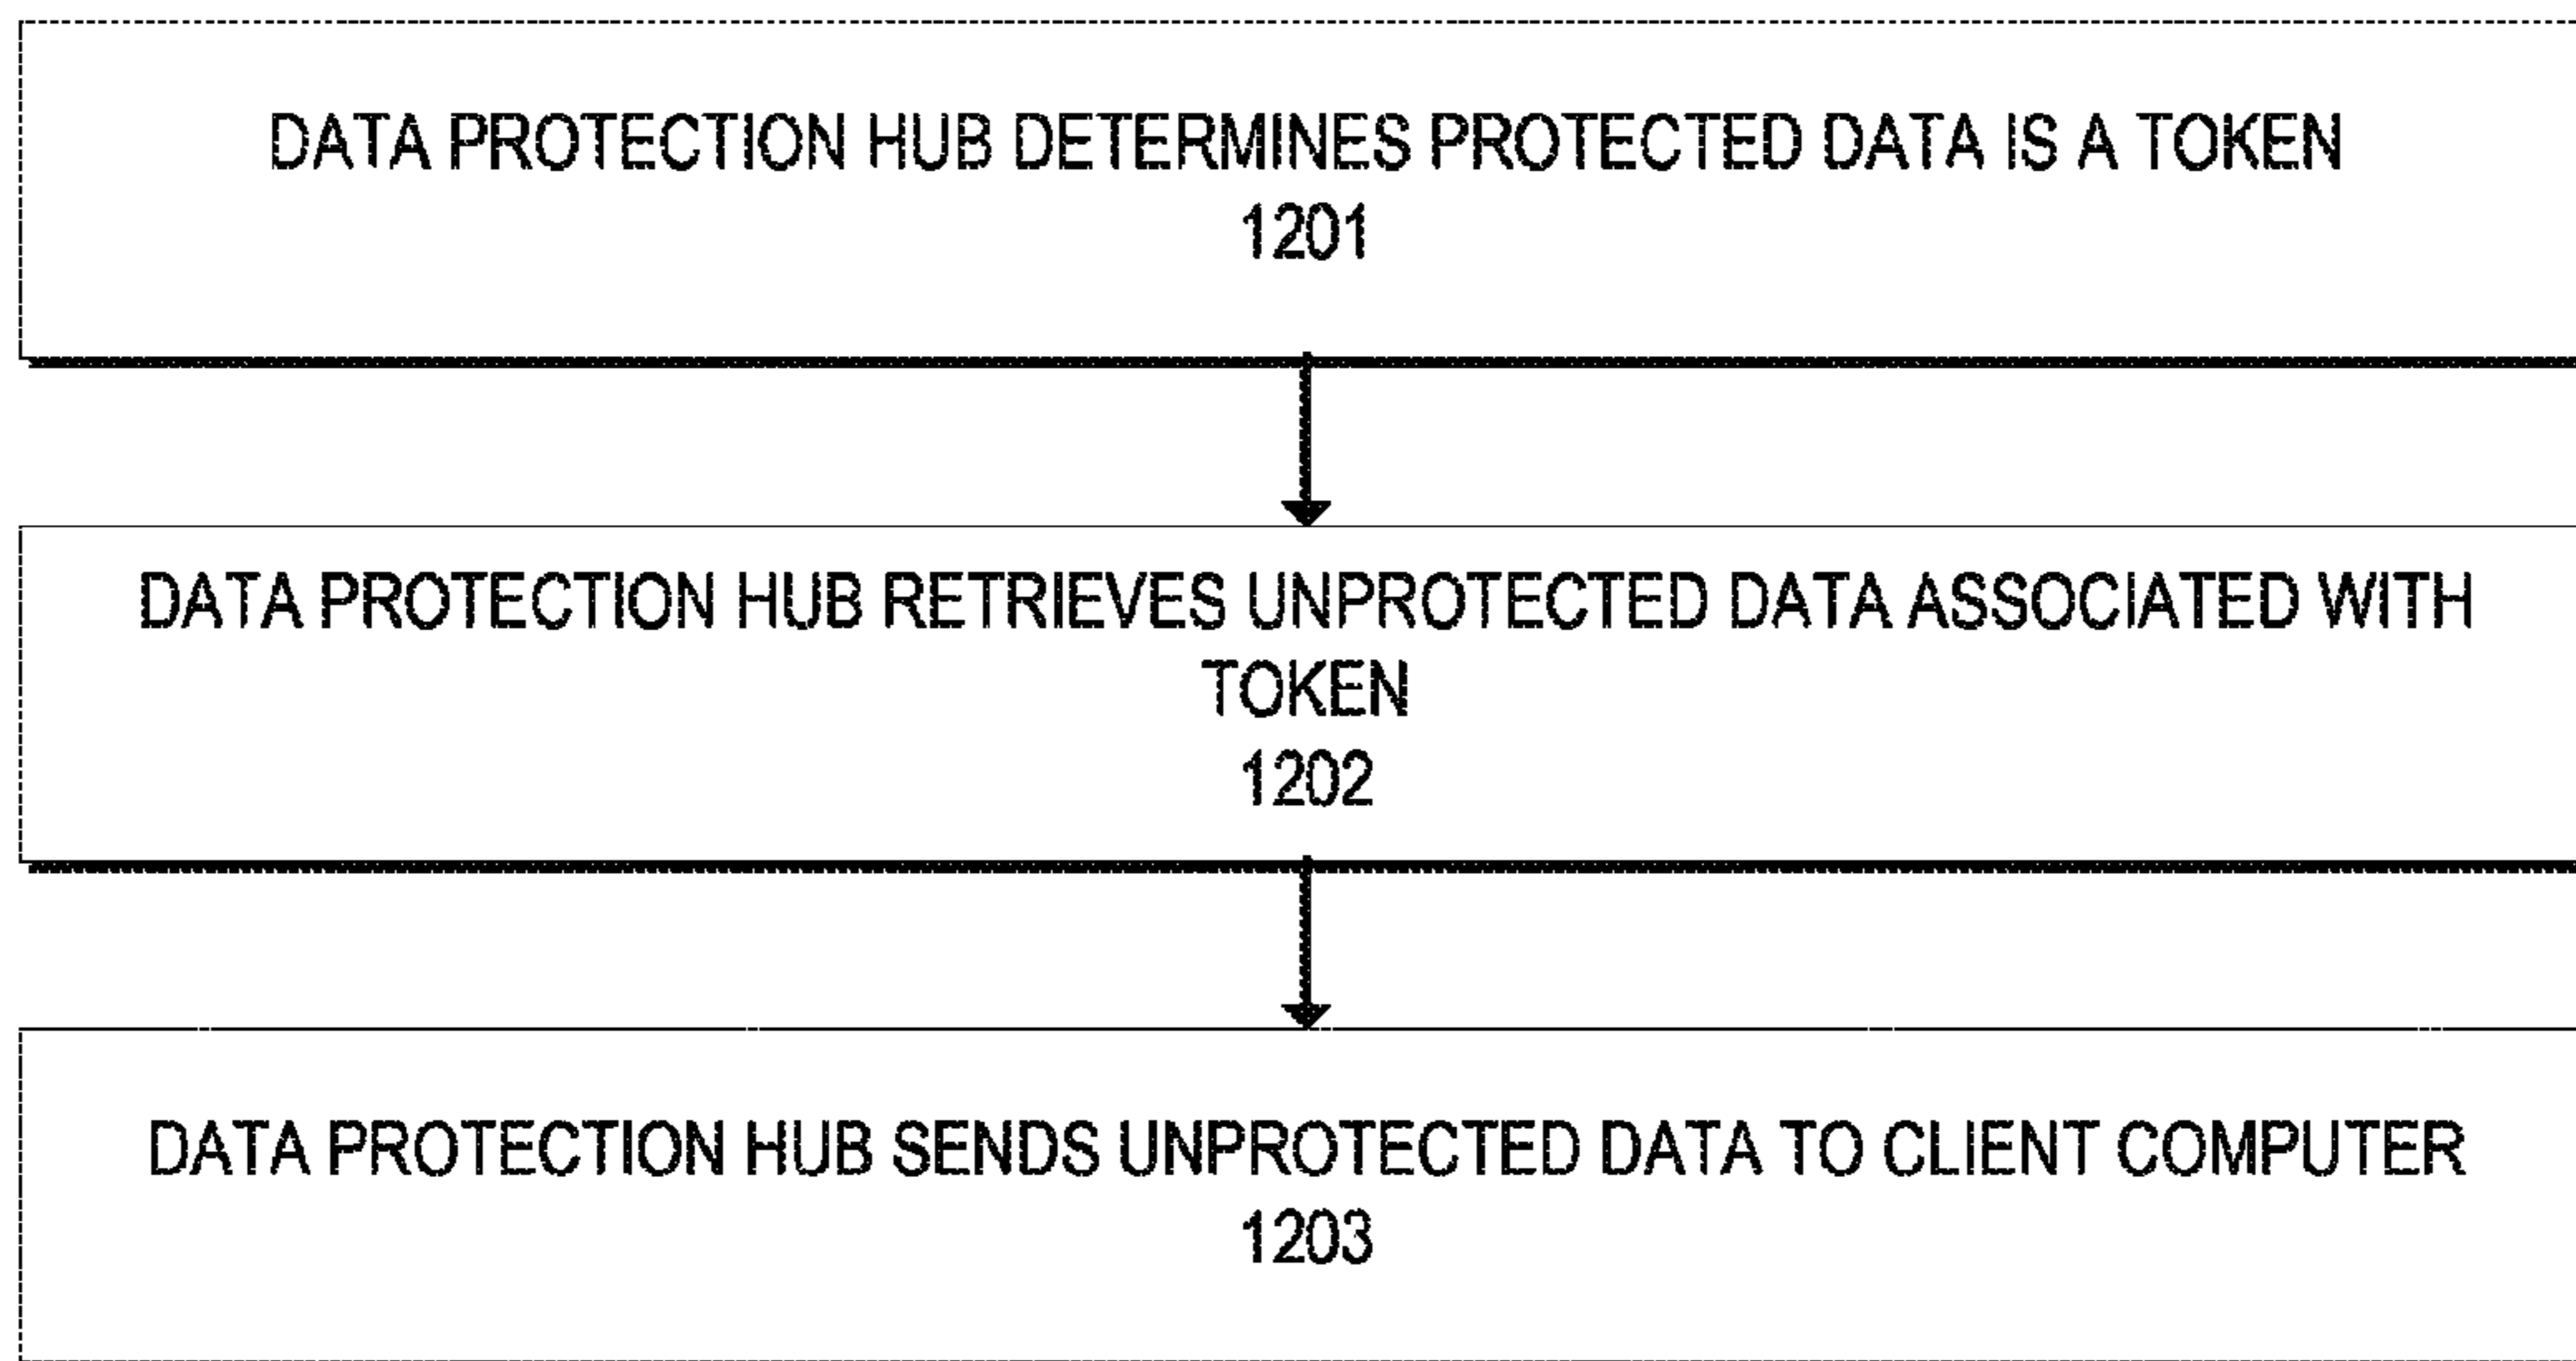 DATA PROTECTION HUB DETERMINES PROTECTED DATA IS A TOKEN
1201
DATA PROTECTION HUB RETRIEVES UNPROTECTED DATA ASSOCIATED WITH
TOKEN
1202
DATA PROTECTION HUB SENDS UNPROTECTED DATA TO CLIENT COMPUTER
1203